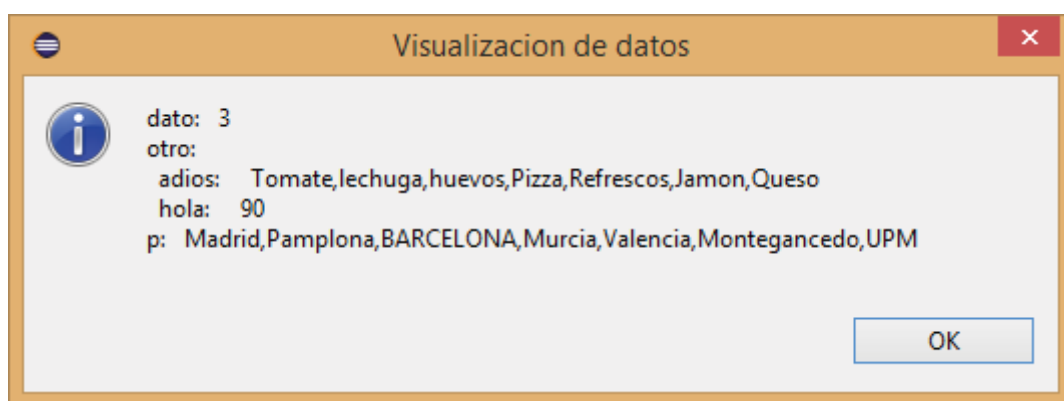 Visualizacion de datos
dato: 3
otro:
adios: Tomate,lechuga,huevos,Pizza,Refrescos,Jamon,Queso
hola: 90
p: Madrid,Pamplona,BARCELONA,Murcia,Valencia,Montegancedo,UPM
OK